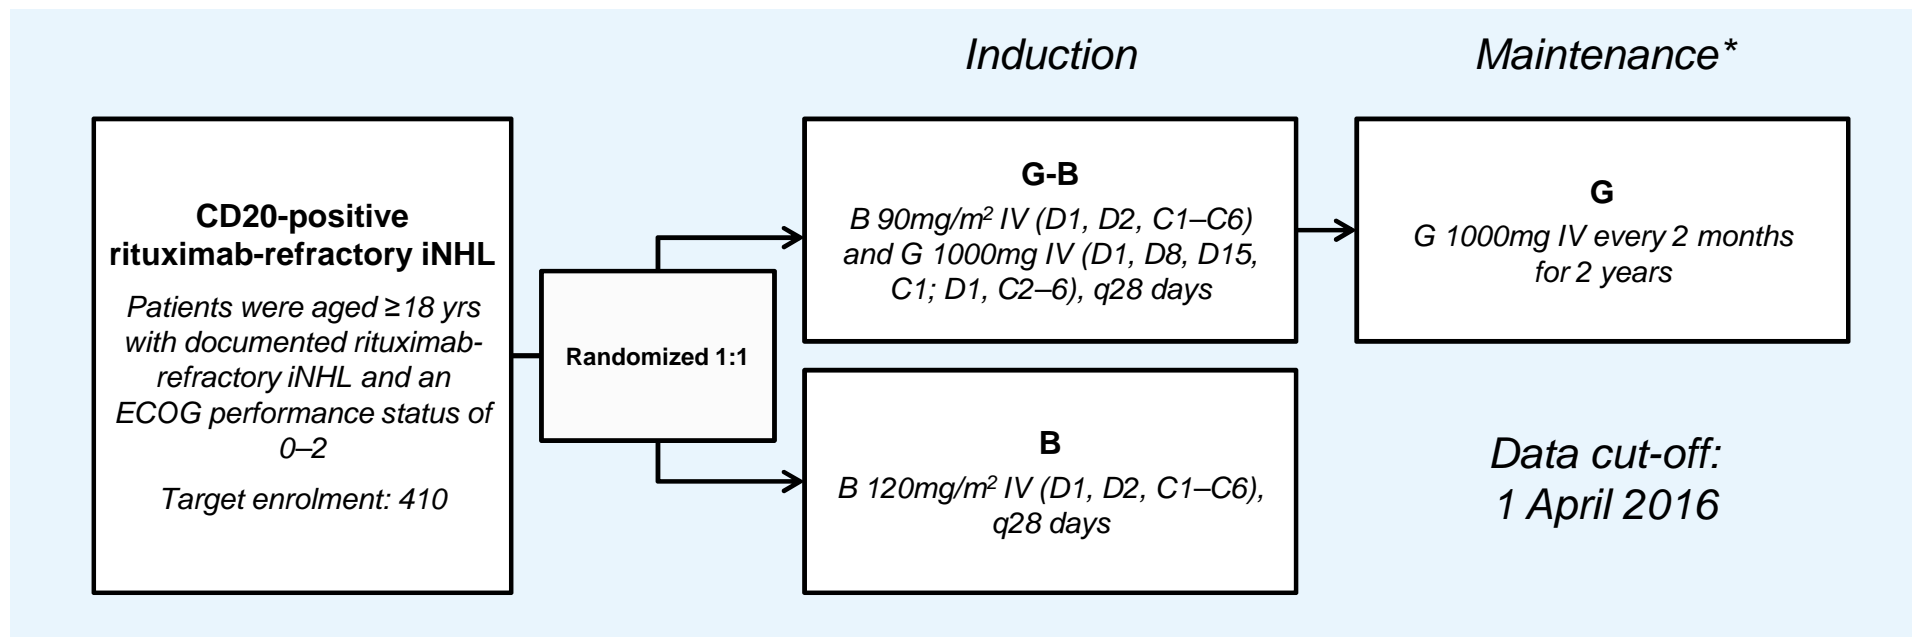 Induction
Maintenance*
CD20-positive
rituximab-refractory iNHL
Patients were aged ≥18 yrs
with documented rituximab-
refractory iNHL and an
ECOG performance status of
0–2
Target enrolment: 410
Randomized 1:1
G-B
B 90mg/m² IV (D1, D2, C1–C6)
and G 1000mg IV (D1, D8, D15,
C1; D1, C2–6), q28 days
G
G 1000mg IV every 2 months
for 2 years
B
B 120mg/m² IV (D1, D2, C1–C6),
q28 days
Data cut-off:
1 April 2016